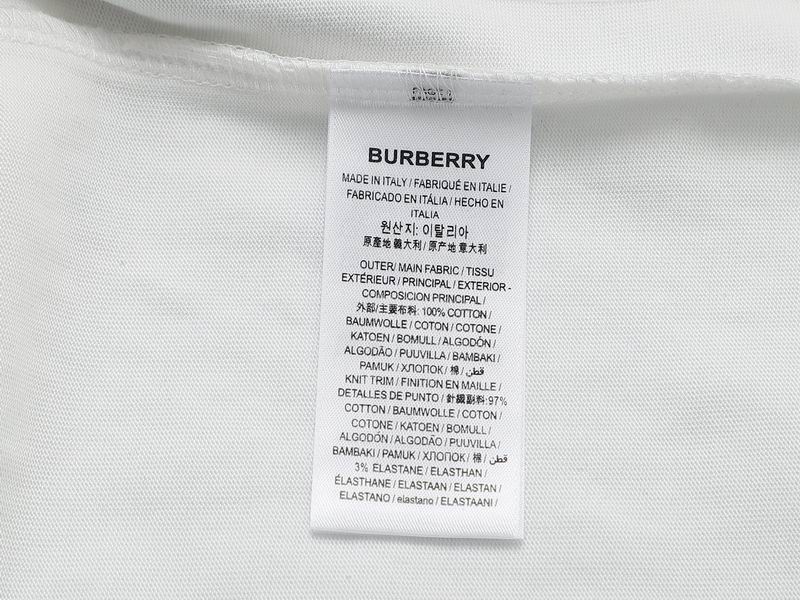 BURBERRY
MADE IN ITALY / FABRIQUÉ EN ITALIE /
FABRICADO EN ITÁLIA / HECHO EN
ITALIA
원산지: 이탈리아
原產地 義大利 / 原产地 意大利
OUTER/ MAIN FABRIC / TISSU
EXTÉRIEUR / PRINCIPAL / EXTERIOR -
COMPOSICION PRINCIPAL /
外部/主要布料: 100% COTTON /
BAUMWOLLE / COTON / COTONE /
KATOEN / BOMULL / ALGODÓN /
ALGODÃO / PUUVILLA / BAMBAKI /
PAMUK / ХЛОПОК / 棉 / قطن
KNIT TRIM / FINITION EN MAILLE /
DETALLES DE PUNTO / 針織副料:97%
COTTON / BAUMWOLLE / COTON /
COTONE / KATOEN / BOMULL /
ALGODÓN / ALGODÃO / PUUVILLA /
BAMBAKI / PAMUK / ХЛОПОК / 棉 / قطن
3% ELASTANE / ELASTHAN /
ÉLASTHANE / ELASTAAN / ELASTAN /
ELASTANO / elastano / ELASTAANI /